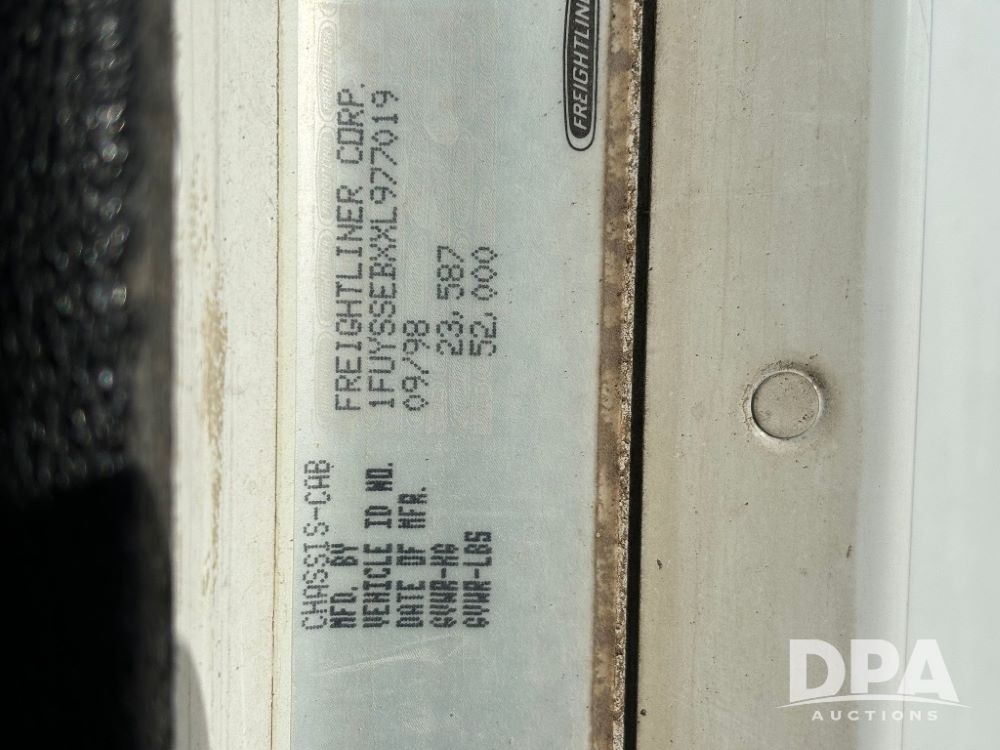 CHASSIS-CAB
MFD. BY FREIGHTLINER CORP.
VEHICLE ID NO. 1FUYSSEBXXL977019
DATE OF MFR. 09/98
GVWR-KG 23,587
GVWR-LBS 52,000
FREIGHTLINER
DPA
AUCTIONS